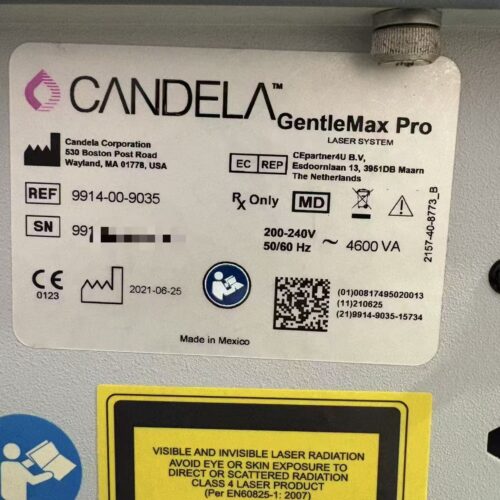 CANDELA™
GentleMax Pro
LASER SYSTEM
Candela Corporation
530 Boston Post Road
Wayland, MA 01778, USA
EC REP
CEpartner4U B.V,
Esdoornlaan 13, 3951DB Maarn
The Netherlands
REF 9914-00-9035
Rx Only MD
SN 991
200-240V
50/60 Hz ~ 4600 VA
2157-40-8773_B
CE
0123
2021-06-25
(01)00817495020013
(11)210625
(21)9914-9035-15734
Made in Mexico
VISIBLE AND INVISIBLE LASER RADIATION
AVOID EYE OR SKIN EXPOSURE TO
DIRECT OR SCATTERED RADIATION
CLASS 4 LASER PRODUCT
(Per EN60825-1: 2007)